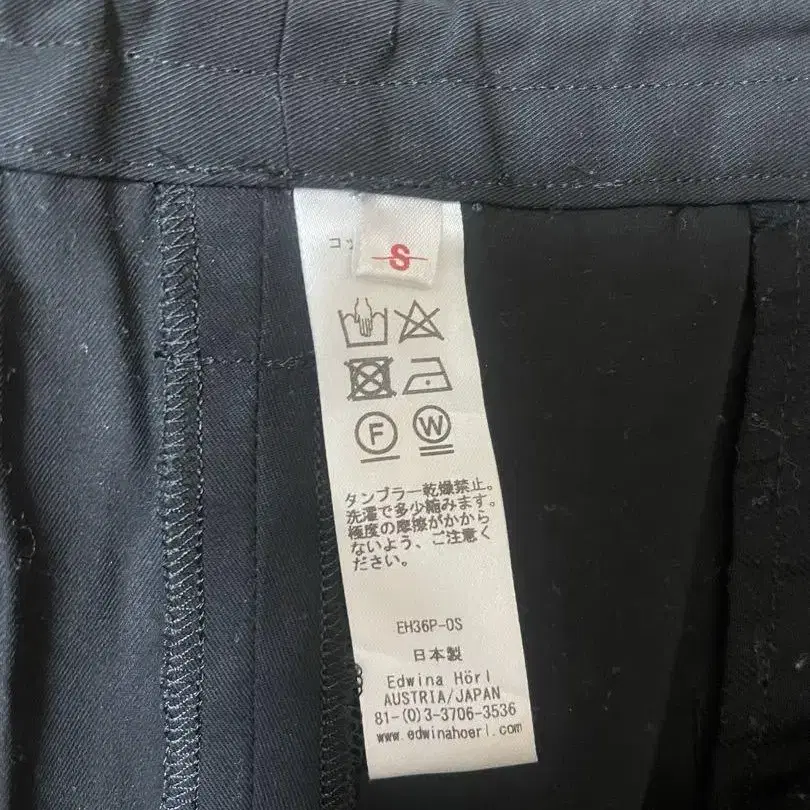 コッ
S
F W
タンブラー乾燥禁止。
洗濯で多少縮みます。
極度の摩擦がかから
ないよう、ご注意く
ださい。
EH36P-0S
日本製
Edwina Hörl
AUSTRIA/JAPAN
81-(0)3-3706-3536
www.edwinahoerl.com